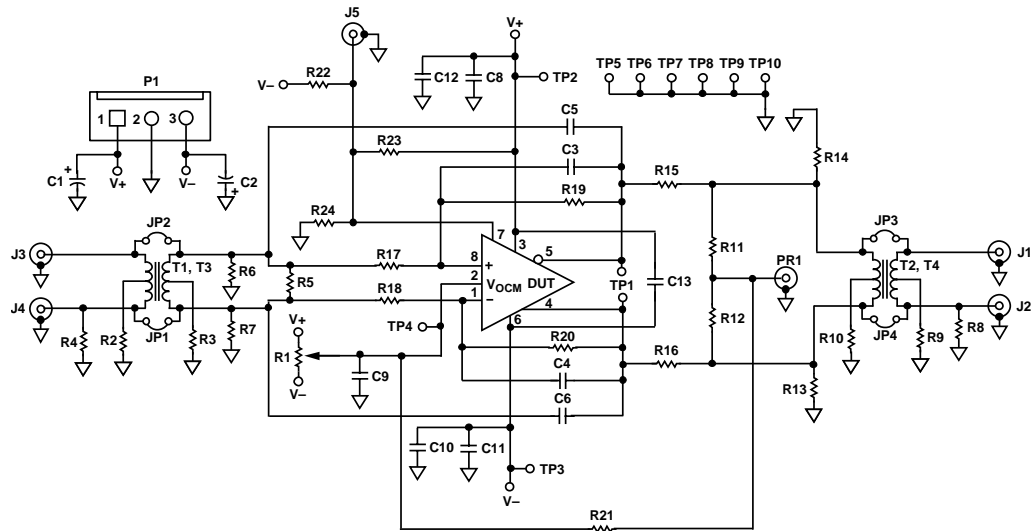 J5
V+
R22
V–
C12
C8
TP2
TP5
TP6
TP7
TP8
TP9
TP10
P1
1
2
3
C1
+
V+
V–
C2
+
C5
R23
C3
R15
R14
R19
R24
7
3
5
JP2
J3
T1, T3
R6
R17
8
+
R5
2
VOCM
DUT
1
–
R18
4
6
TP1
C13
R11
PR1
R12
JP3
J1
T2, T4
J2
J4
R4
R2
JP1
R3
R7
V+
R1
V–
TP4
C9
R20
C4
C6
R16
R10
JP4
R9
R8
R13
C10
C11
TP3
V–
R21